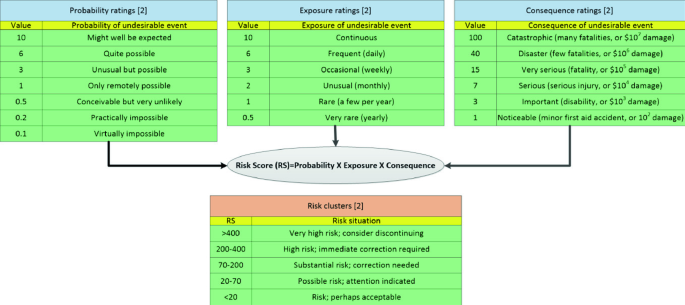 Probability ratings [2]
Value Probability of undesirable event
10 Might well be expected
6 Quite possible
3 Unusual but possible
1 Only remotely possible
0.5 Conceivable but very unlikely
0.2 Practically impossible
0.1 Virtually impossible
Exposure ratings [2]
Value Exposure of undesirable event
10 Continuous
6 Frequent (daily)
3 Occasional (weekly)
2 Unusual (monthly)
1 Rare (a few per year)
0.5 Very rare (yearly)
Consequence ratings [2]
Value Consequence of undesirable event
100 Catastrophic (many fatalities, or $10⁷ damage)
40 Disaster (few fatalities, or $10⁶ damage)
15 Very serious (fatality, or $10⁵ damage)
7 Serious (serious injury, or $10⁴ damage)
3 Important (disability, or $10³ damage)
1 Noticeable (minor first aid accident, or 10² damage)
Risk Score (RS)=Probability X Exposure X Consequence
Risk clusters [2]
RS Risk situation
>400 Very high risk; consider discontinuing
200-400 High risk; immediate correction required
70-200 Substantial risk; correction needed
20-70 Possible risk; attention indicated
<20 Risk; perhaps acceptable